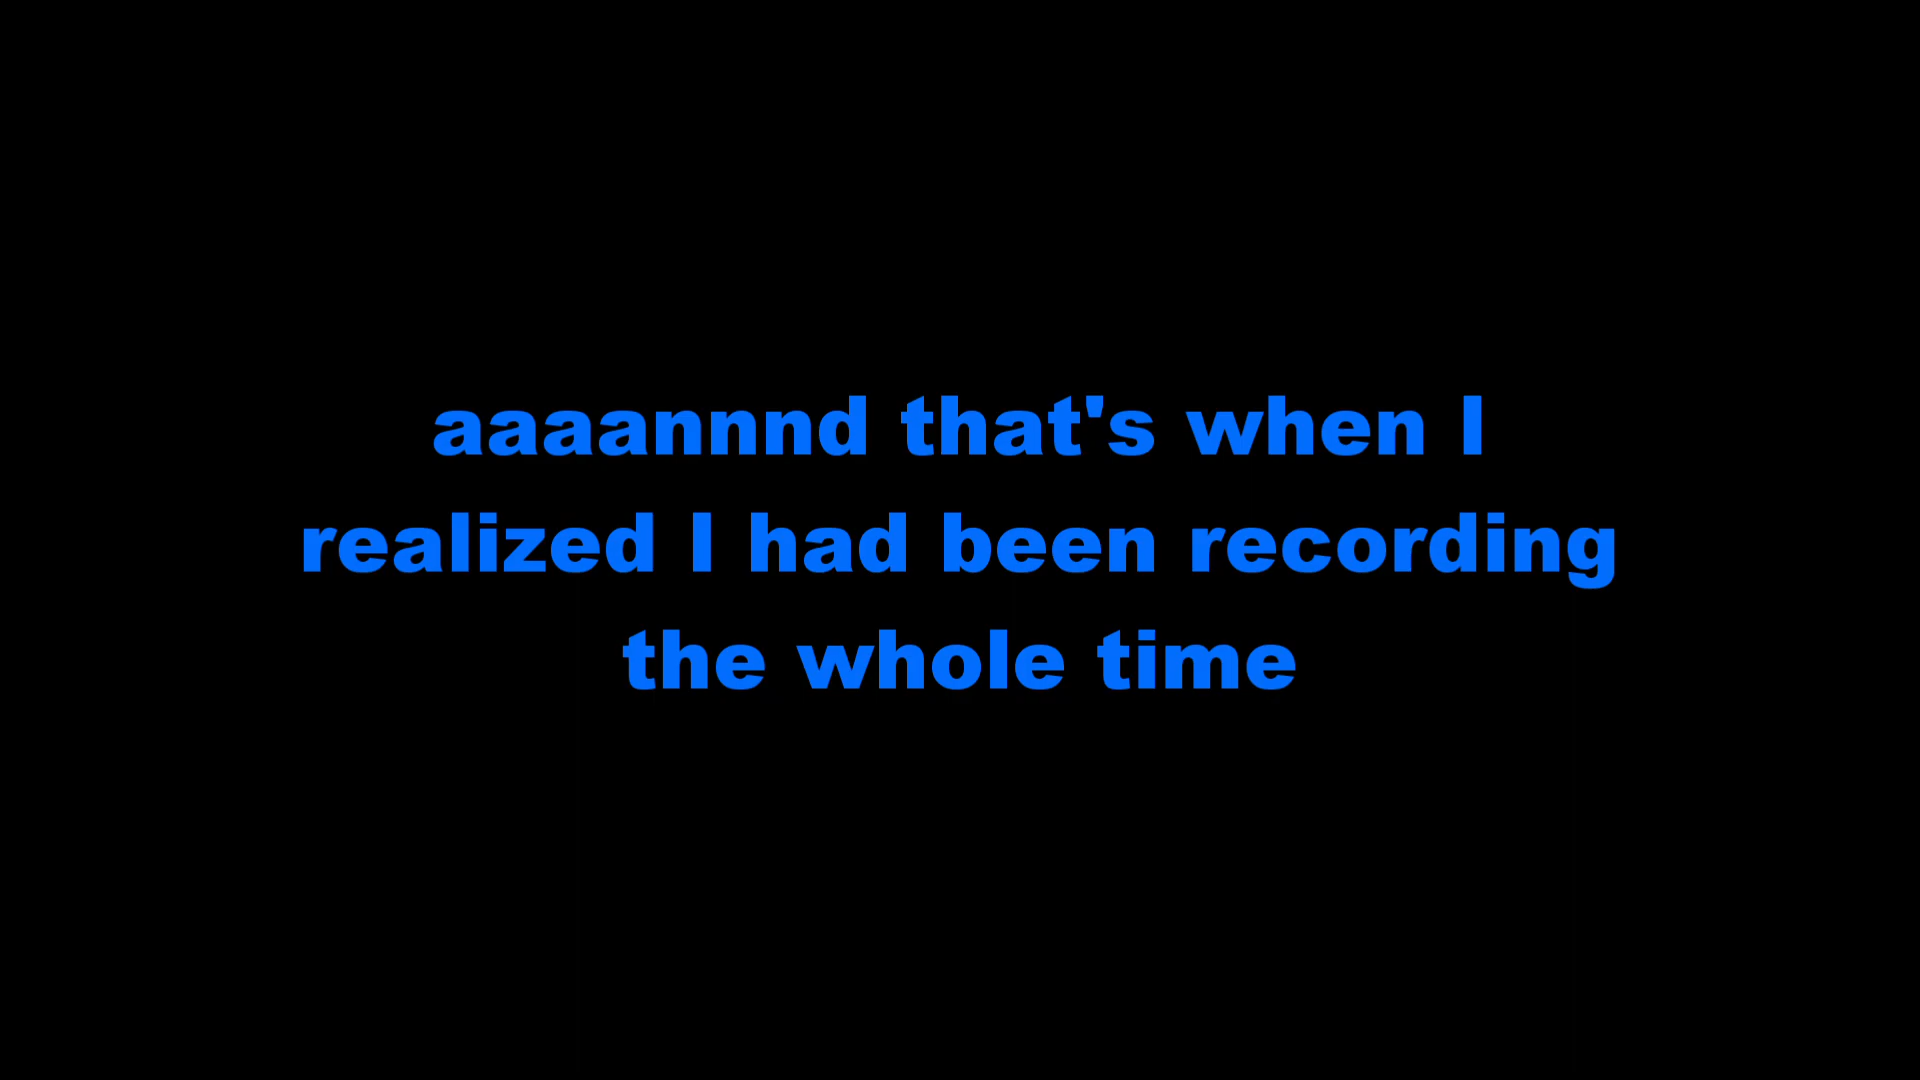 aaaannnd that's when I
realized I had been recording
the whole time